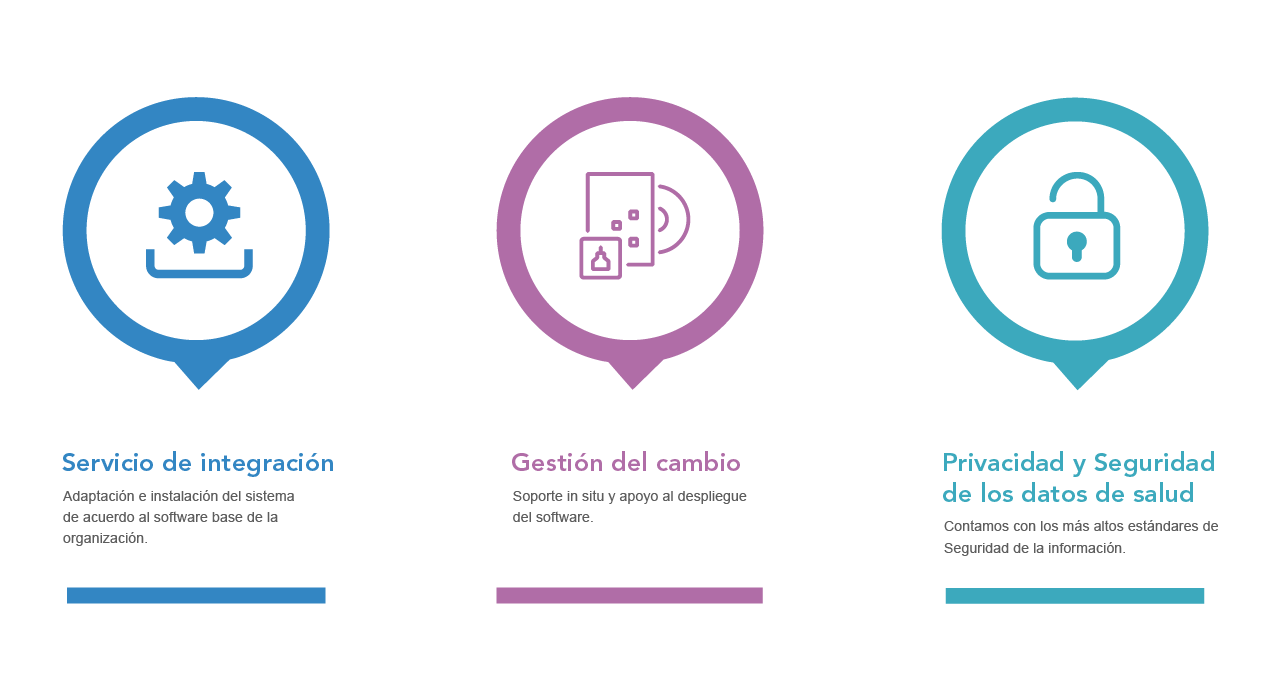 Servicio de integración
Adaptación e instalación del sistema
de acuerdo al software base de la
organización.
Gestión del cambio
Soporte in situ y apoyo al despliegue
del software.
Privacidad y Seguridad
de los datos de salud
Contamos con los más altos estándares de
Seguridad de la información.